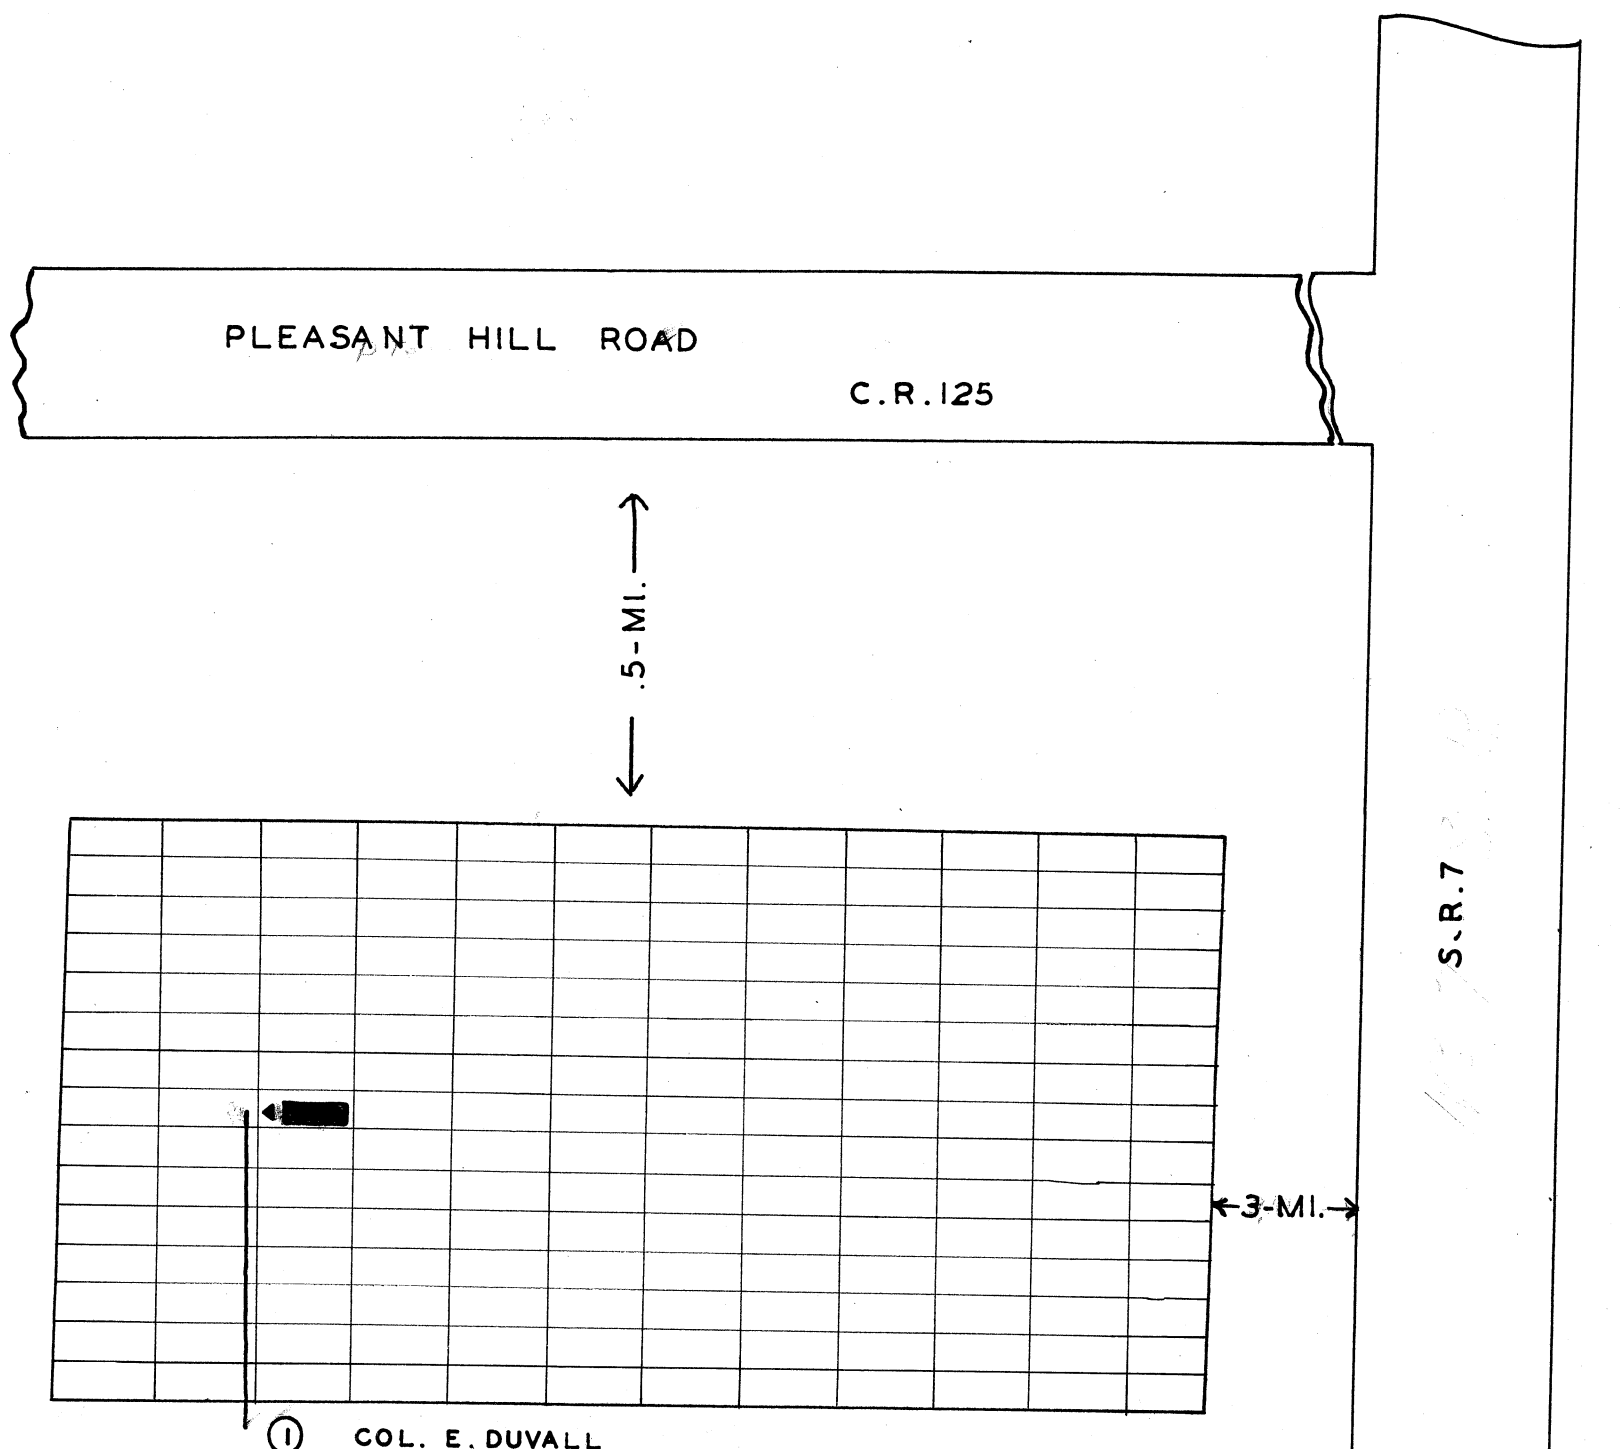 PLEASANT HILL ROAD
C.R.125
.5-MI.
S.R.7
3-MI.
① COL. E. DUVALL